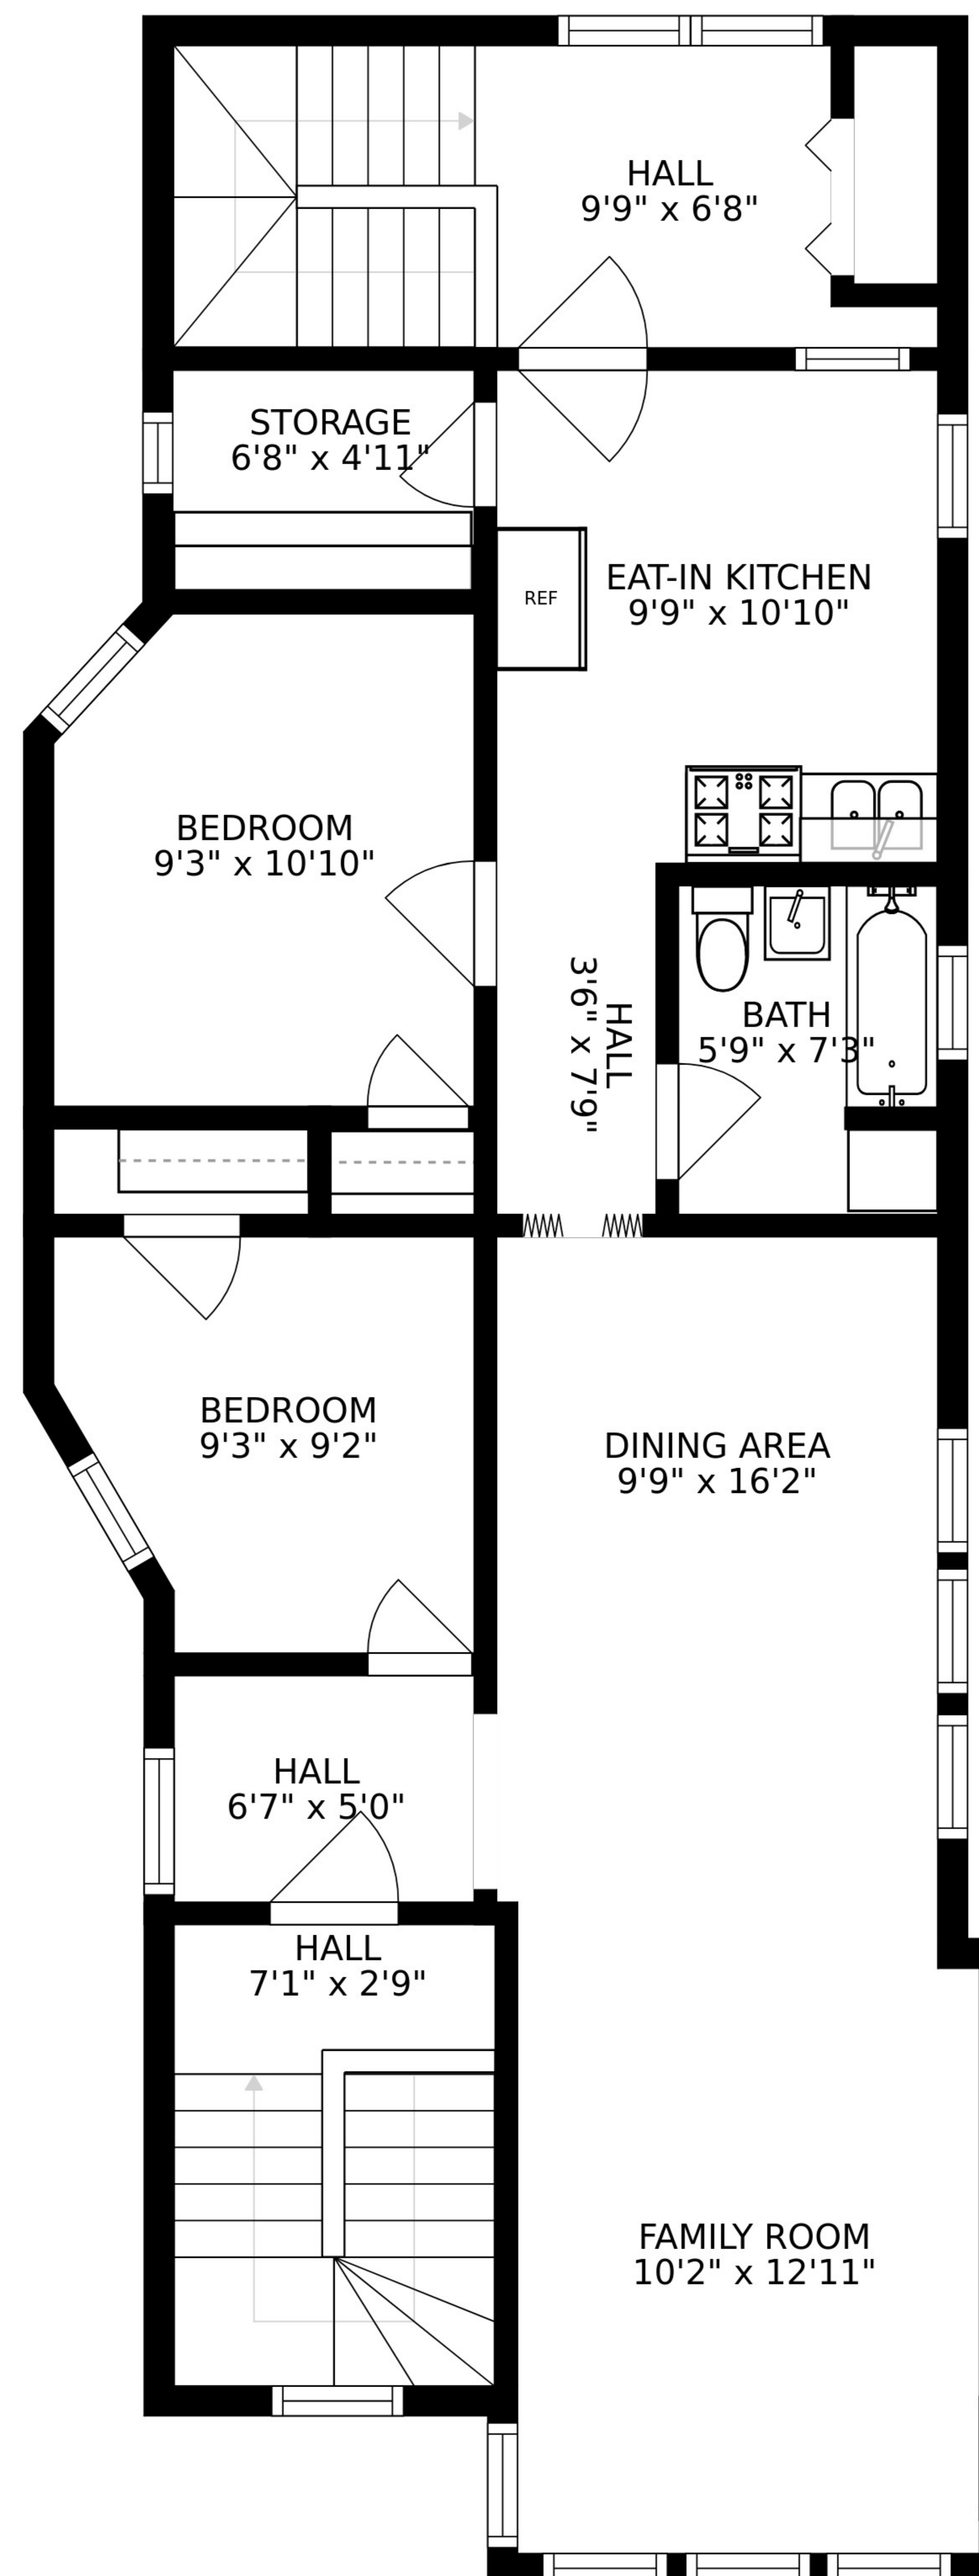 HALL
9'9" x 6'8"
STORAGE
6'8" x 4'11"
EAT-IN KITCHEN
9'9" x 10'10"
REF
BEDROOM
9'3" x 10'10"
HALL
3'6" x 7'9"
BATH
5'9" x 7'3"
BEDROOM
9'3" x 9'2"
DINING AREA
9'9" x 16'2"
HALL
6'7" x 5'0"
HALL
7'1" x 2'9"
FAMILY ROOM
10'2" x 12'11"